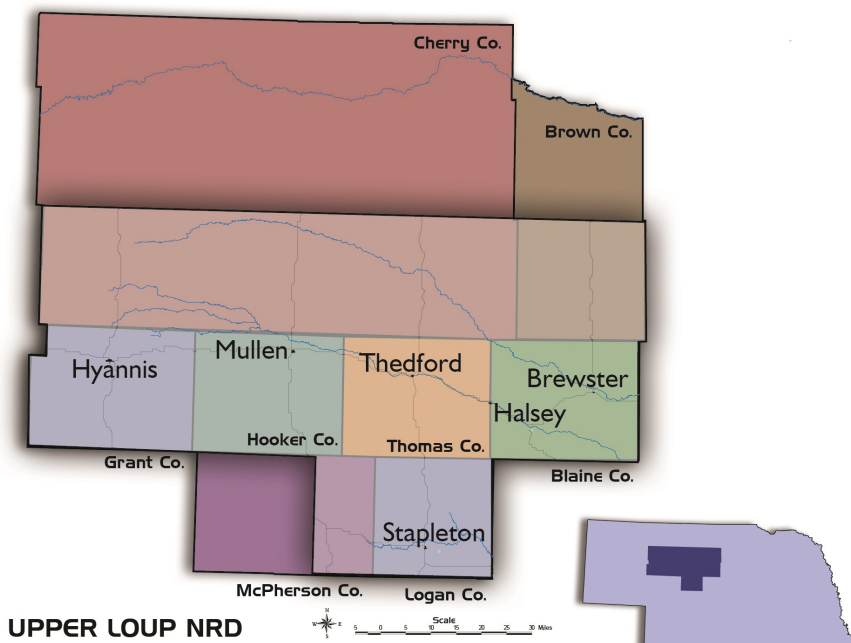 Cherry Co.
Brown Co.
Mullen
Thedford
Hyannis
Brewster
Halsey
Hooker Co.
Thomas Co.
Grant Co.
Blaine Co.
Stapleton
McPherson Co.
Logan Co.
UPPER LOUP NRD
N
W E
S
Scale
5 0 5 10 15 20 25 30 Miles